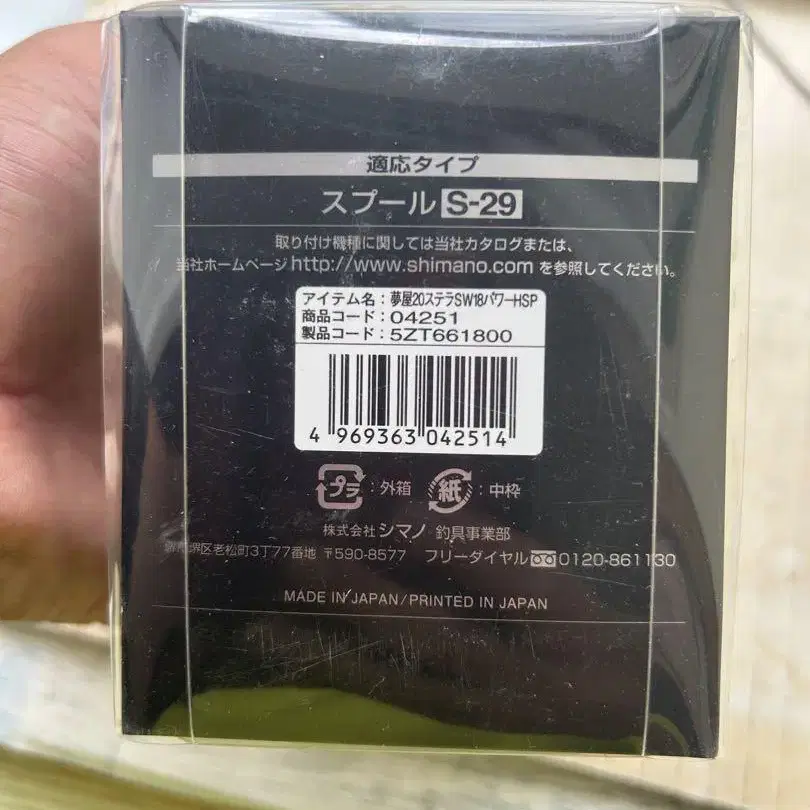 適応タイプ
スプール S-29
取り付け機種に関しては当社カタログまたは、
当社ホームページ http://www.shimano.com を参照してください。
アイテム名：夢屋20ステラSW18パワーHSP
商品コード：04251
製品コード：5ZT661800
4 969363 042514
プラ：外箱 紙：中枠
株式会社 シマノ 釣具事業部
堺市堺区老松町3丁77番地 〒590-8577 フリーダイヤル 0120-861130
MADE IN JAPAN/PRINTED IN JAPAN